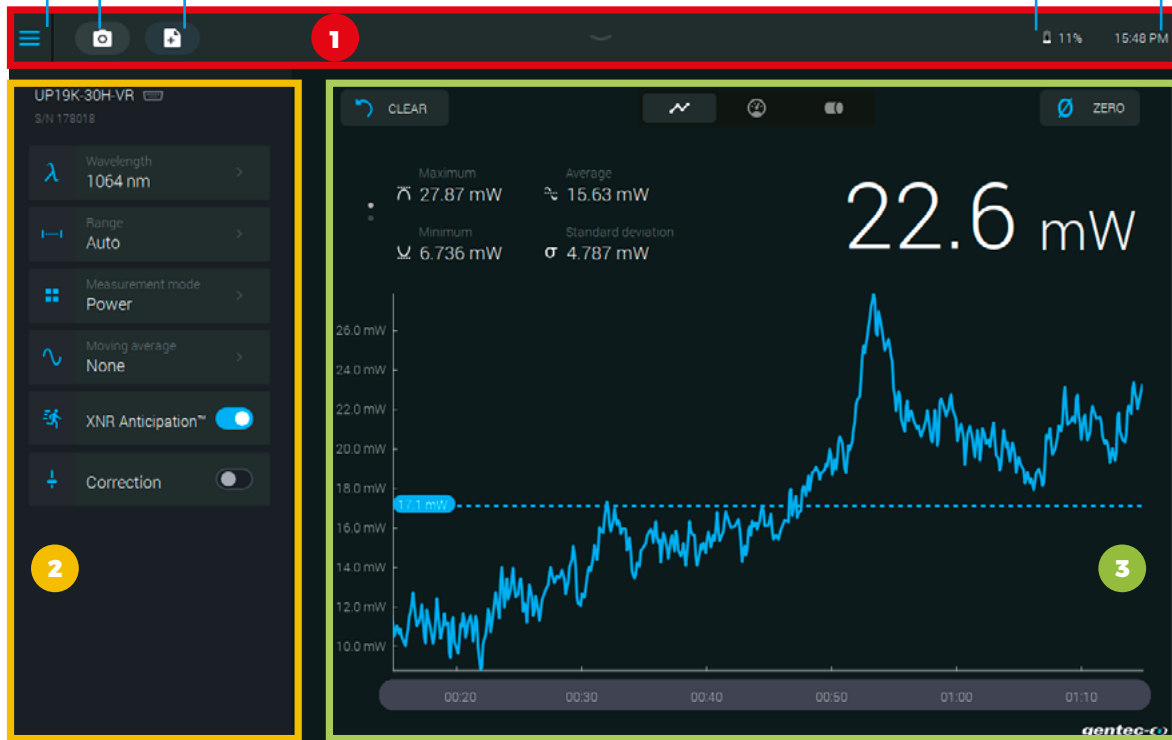 1
11% 15:48 PM
UP19K-30H-VR
S/N 178018
λ Wavelength
1064 nm
Range
Auto
Measurement mode
Power
Moving average
None
XNR Anticipation™
Correction
2
CLEAR
Ø ZERO
Maximum
27.87 mW
Average
15.63 mW
Minimum
6.736 mW
Standard deviation
σ 4.787 mW
22.6 mW
26.0 mW
24.0 mW
22.0 mW
20.0 mW
18.0 mW
17.1 mW
16.0 mW
14.0 mW
12.0 mW
10.0 mW
3
00:20 00:30 00:40 00:50 01:00 01:10
gentec-eo